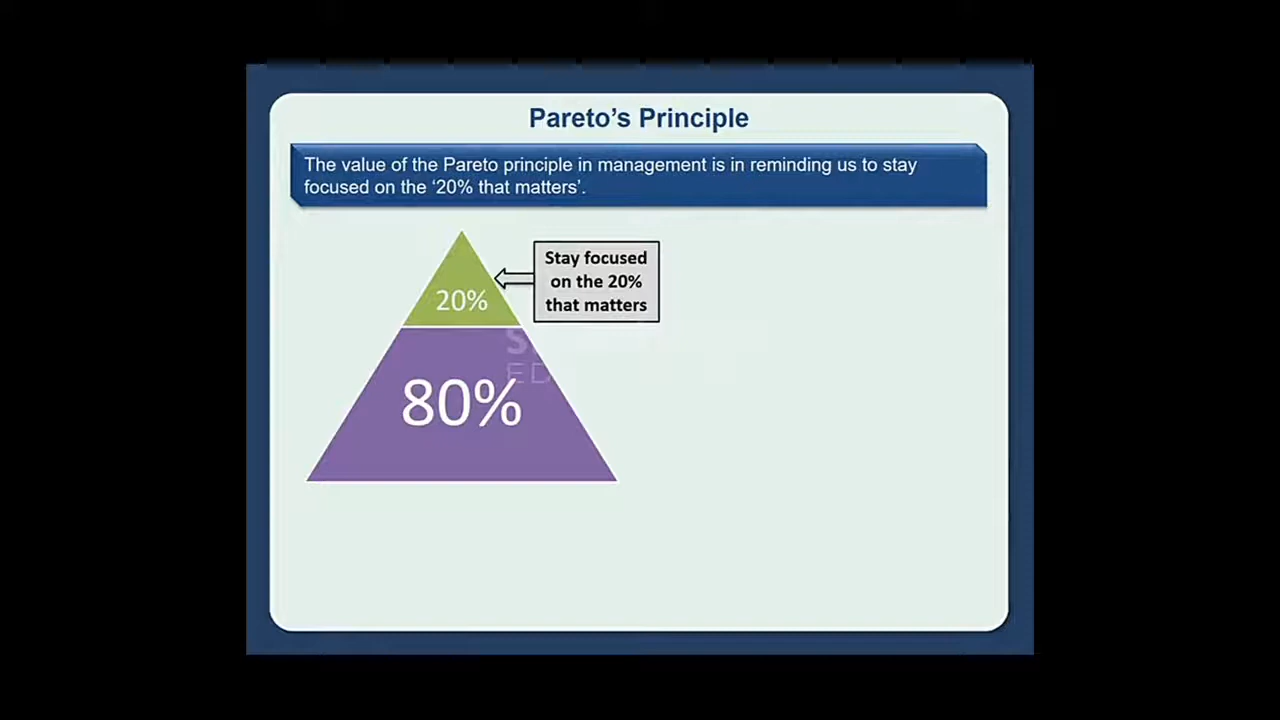 Pareto’s Principle
The value of the Pareto principle in management is in reminding us to stay
focused on the ‘20% that matters’.
Stay focused
on the 20%
that matters
20%
80%